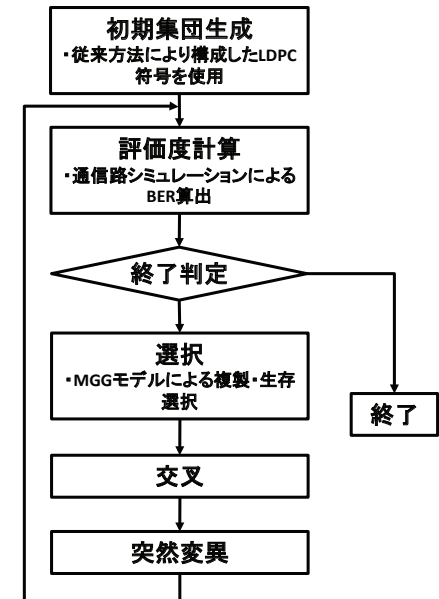 初期集団生成
・従来方法により構成したLDPC
符号を使用
評価度計算
・通信路シミュレーションによる
BER算出
終了判定
選択
・MGGモデルによる複製・生存
選択
終了
交叉
突然変異